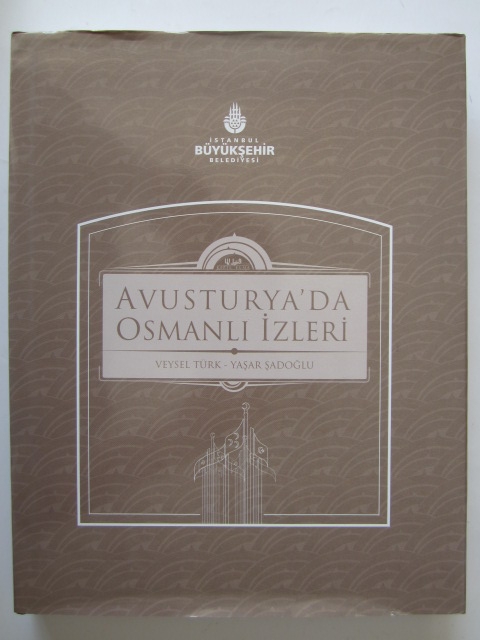 İSTANBUL
BÜYÜKŞEHİR
BELEDİYESİ
AVUSTURYA'DA
OSMANLI İZLERİ
VEYSEL TÜRK - YAŞAR ŞADOĞLU